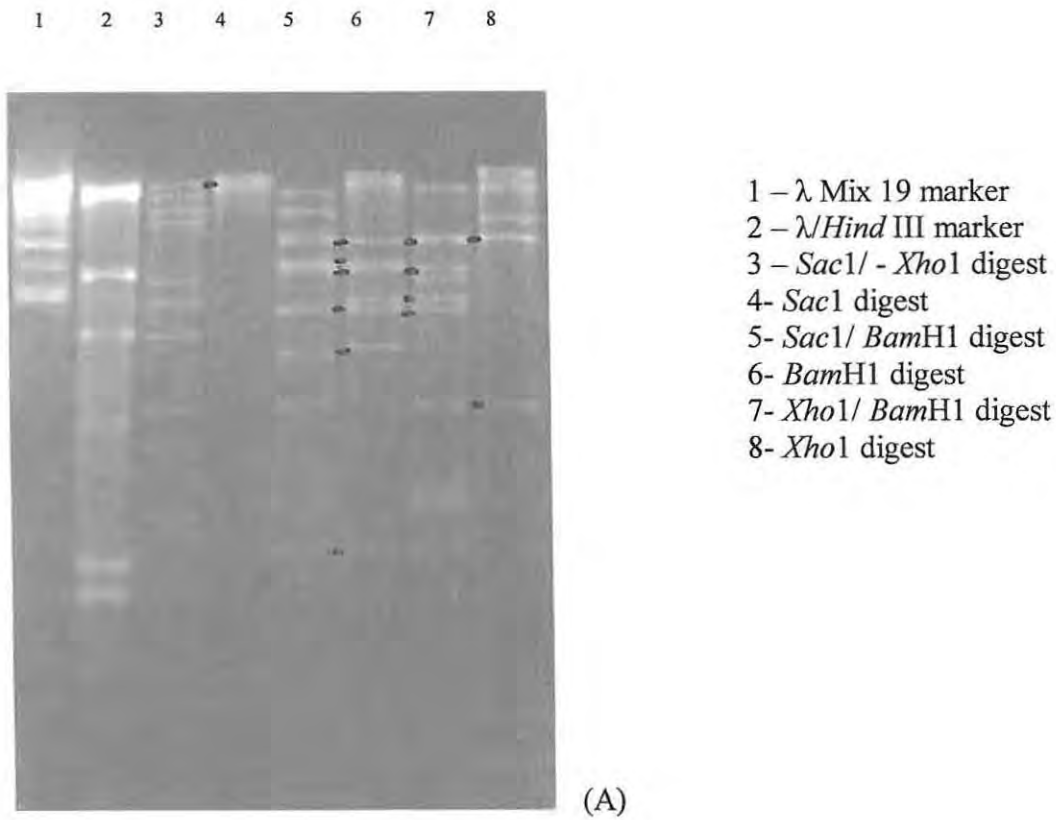 1 2 3 4 5 6 7 8
1 – λ Mix 19 marker
2 – λ/Hind III marker
3 – Sac1/ - Xho1 digest
4- Sac1 digest
5- Sac1/ BamH1 digest
6- BamH1 digest
7- Xho1/ BamH1 digest
8- Xho1 digest
(A)